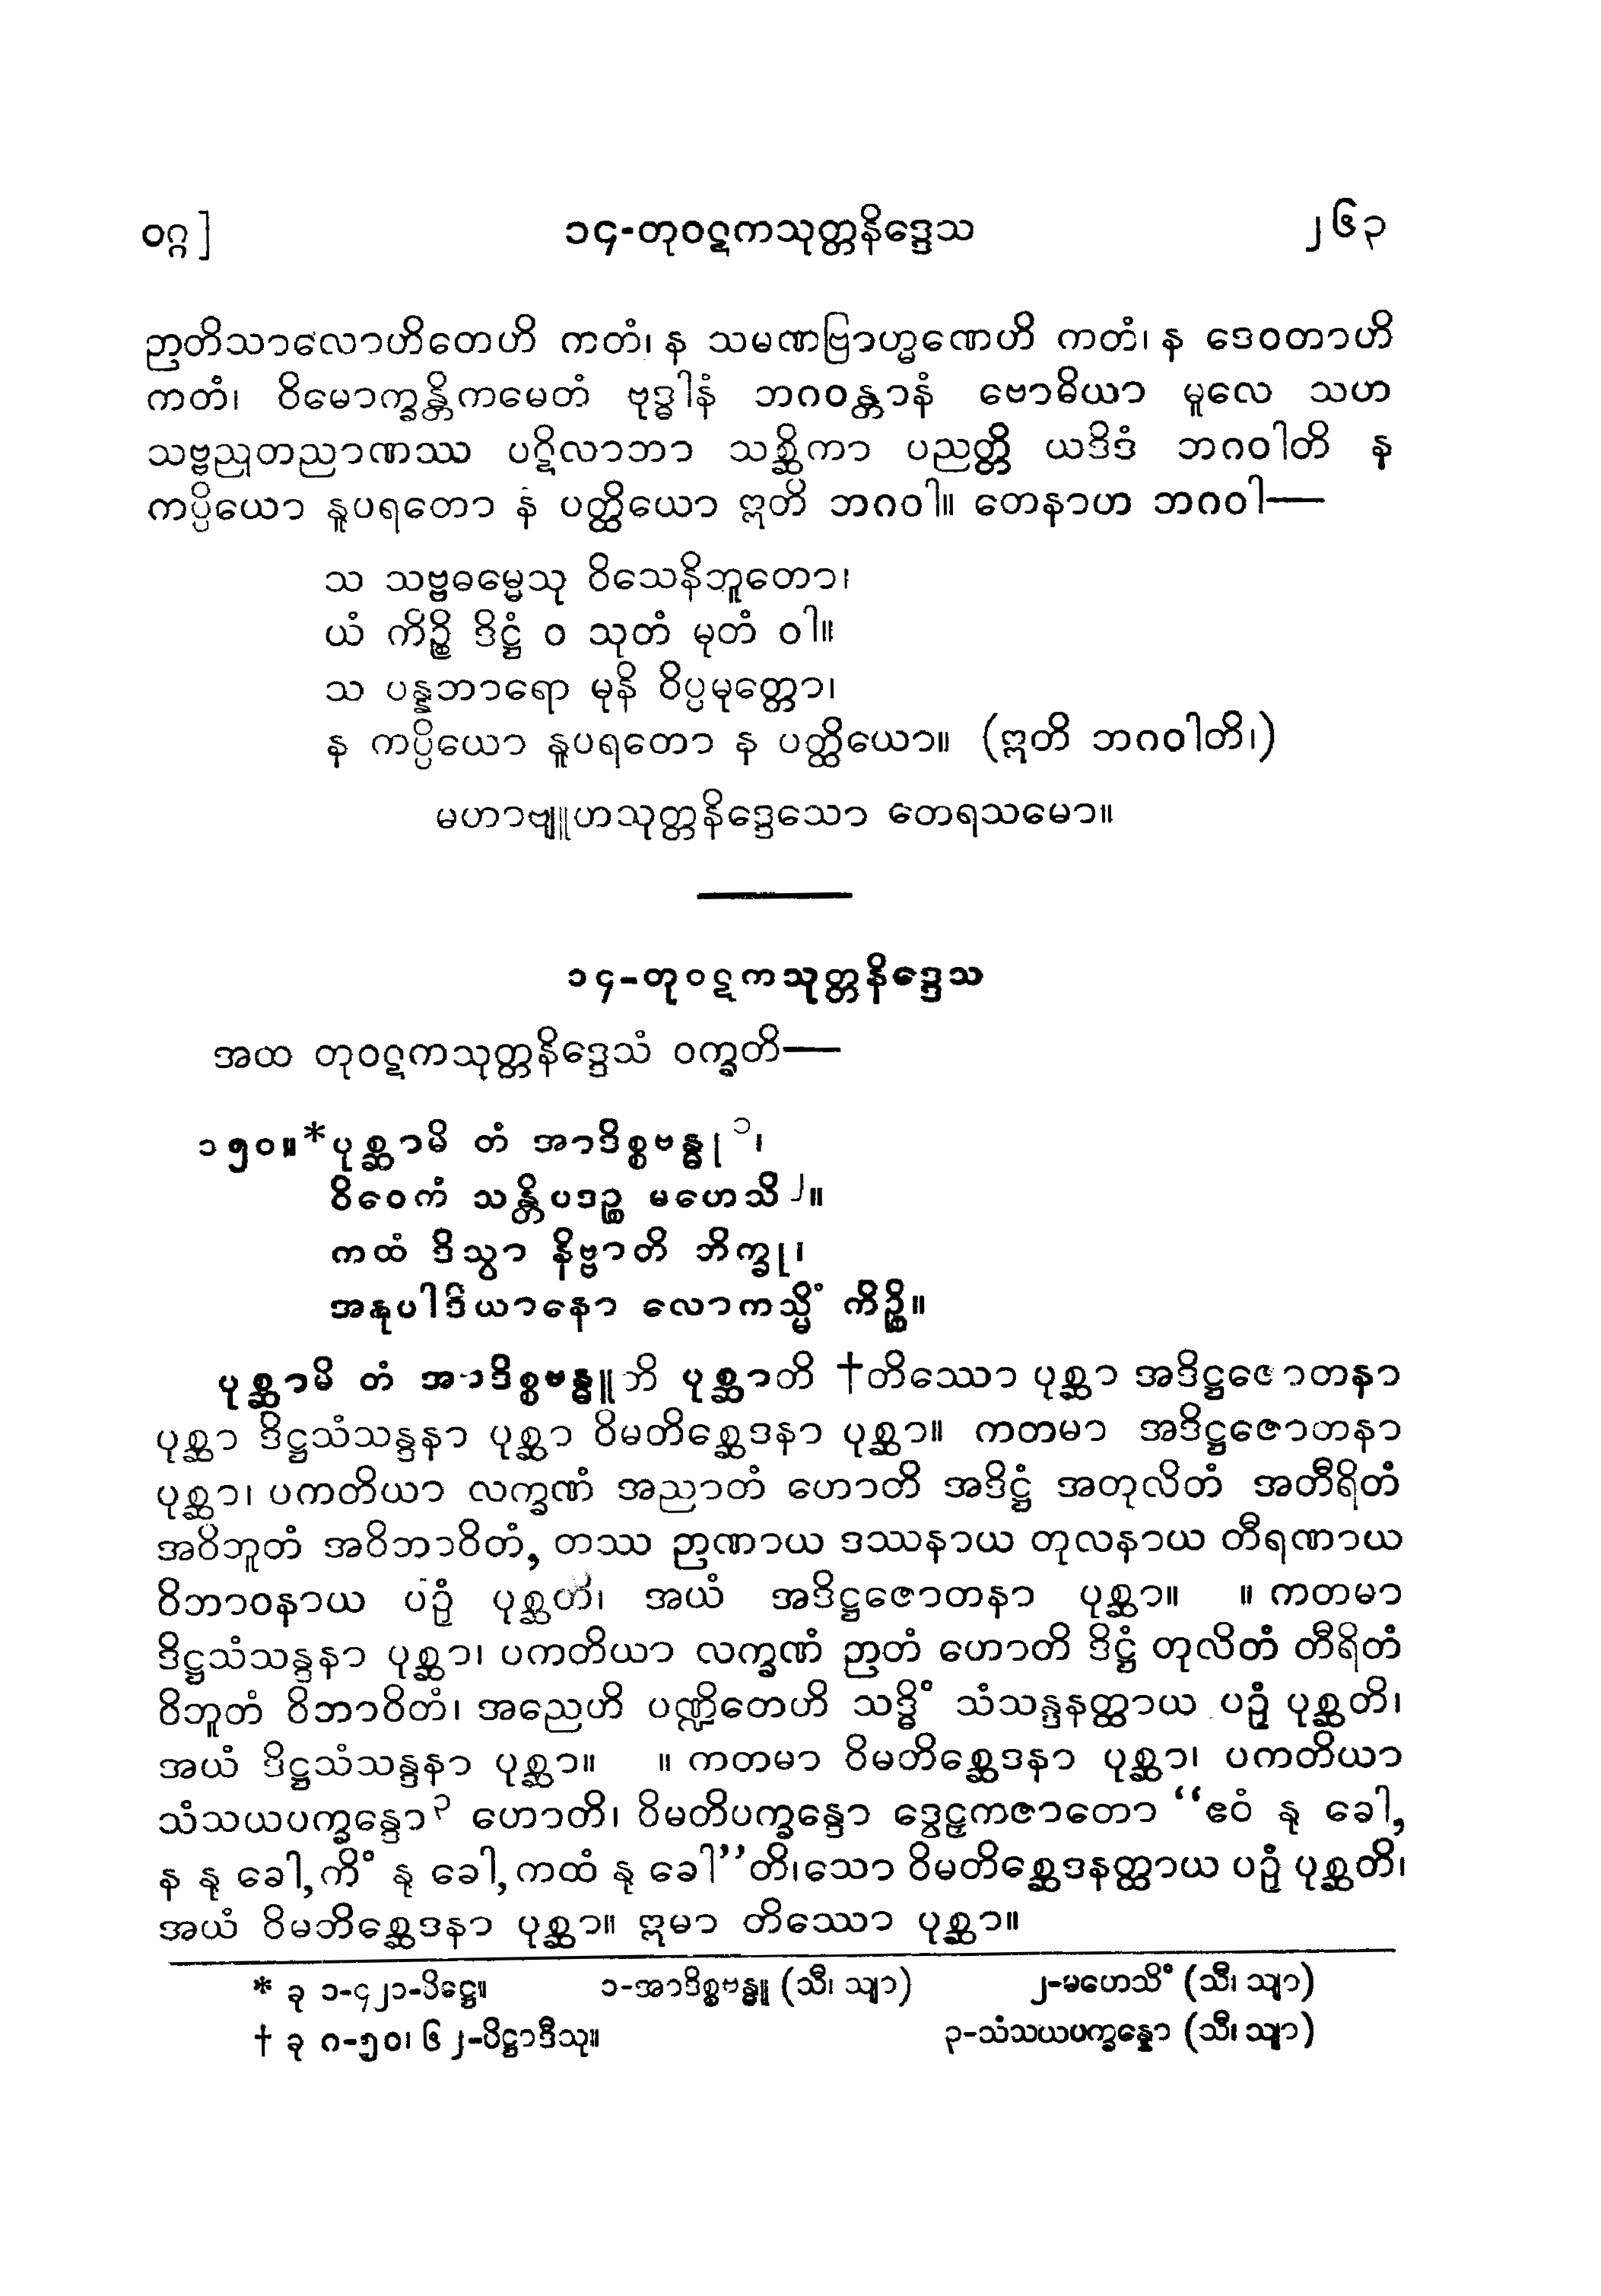 ဝဂ္ဂ] ၁၄-တုဝဋကသုတ္တနိဒ္ဒေသ ၂၆၃
ဉာတိသာလောဟိတေဟိ ကတံ၊ န သမဏဗြာဟ္မဏေဟိ ကတံ၊ န ဒေဝတာဟိ
ကတံ၊ ဝိမောက္ခန္တိကမေတံ ဗုဒ္ဓါနံ ဘဂဝန္တာနံ ဗောဓိယာ မူလေ သဟ
သဗ္ဗညုတညာဏဿ ပဋိလာဘာ သစ္ဆိကာ ပညတ္တိ ယဒိဒံ ဘဂဝါတိ န
ကပ္ပိယော နူပရတော န ပတ္ထိယော ဣတိ ဘဂဝါ။ တေနာဟ ဘဂဝါ—
သ သဗ္ဗဓမ္မေသု ဝိသေနိဘူတော၊
ယံ ကိဉ္စိ ဒိဋ္ဌံ ဝ သုတံ မုတံ ဝါ။
သ ပန္နဘာရော မုနိ ဝိပ္ပမုတ္တော၊
န ကပ္ပိယော နူပရတော န ပတ္ထိယော။ (ဣတိ ဘဂဝါတိ၊)
မဟာဗျူဟသုတ္တနိဒ္ဒေသော တေရသမော။
၁၄-တုဝဋကသုတ္တနိဒ္ဒေသ
အထ တုဝဋကသုတ္တနိဒ္ဒေသံ ဝက္ခတိ—
၁၅၀။*ပုစ္ဆာမိ တံ အာဒိစ္စဗန္ဓု၁၊
ဝိဝေကံ သန္တိပဒဉ္စ မဟေသိ၂။
ကထံ ဒိသွာ နိဗ္ဗာတိ ဘိက္ခု၊
အနုပါဒိယာနော လောကသ္မိံ ကိဉ္စိ။
ပုစ္ဆာမိ တံ အာဒိစ္စဗန္ဓူတိ ပုစ္ဆာတိ †တိဿော ပုစ္ဆာ အဒိဋ္ဌဇောတနာ
ပုစ္ဆာ ဒိဋ္ဌသံသန္ဒနာ ပုစ္ဆာ ဝိမတိစ္ဆေဒနာ ပုစ္ဆာ။ ကတမာ အဒိဋ္ဌဇောတနာ
ပုစ္ဆာ၊ ပကတိယာ လက္ခဏံ အညာတံ ဟောတိ အဒိဋ္ဌံ အတုလိတံ အတီရိတံ
အဝိဘူတံ အဝိဘာဝိတံ, တဿ ဉာဏာယ ဒဿနာယ တုလနာယ တီရဏာယ
ဝိဘာဝနာယ ပဉှံ ပုစ္ဆတိ၊ အယံ အဒိဋ္ဌဇောတနာ ပုစ္ဆာ။ ။ ကတမာ
ဒိဋ္ဌသံသန္ဒနာ ပုစ္ဆာ၊ ပကတိယာ လက္ခဏံ ဉာတံ ဟောတိ ဒိဋ္ဌံ တုလိတံ တီရိတံ
ဝိဘူတံ ဝိဘာဝိတံ၊ အညေဟိ ပဏ္ဍိတေဟိ သဒ္ဓိံ သံသန္ဒနတ္ထာယ ပဉှံ ပုစ္ဆတိ၊
အယံ ဒိဋ္ဌသံသန္ဒနာ ပုစ္ဆာ။ ။ ကတမာ ဝိမတိစ္ဆေဒနာ ပုစ္ဆာ၊ ပကတိယာ
သံသယပက္ခန္ဒော၃ ဟောတိ၊ ဝိမတိပက္ခန္ဒော ဒွေဠှကဇာတော “ဧဝံ နု ခေါ,
န နု ခေါ,ကိံ နု ခေါ,ကထံ နု ခေါ”တိ၊သော ဝိမတိစ္ဆေဒနတ္ထာယ ပဉှံ ပုစ္ဆတိ၊
အယံ ဝိမတိစ္ဆေဒနာ ပုစ္ဆာ။ ဣမာ တိဿော ပုစ္ဆာ။
* ခု ၁-၄၂၁-ပိဋ္ဌေ။ ၁-အာဒိစ္စဗန္ဓူ (သီ၊ သျာ) ၂-မဟေသိံ (သီ၊ သျာ)
† ခု ဂ-၅၀၊ ၆၂-ပိဋ္ဌာဒီသု။ ၃-သံသယပက္ခန္နော (သီ၊ သျာ)